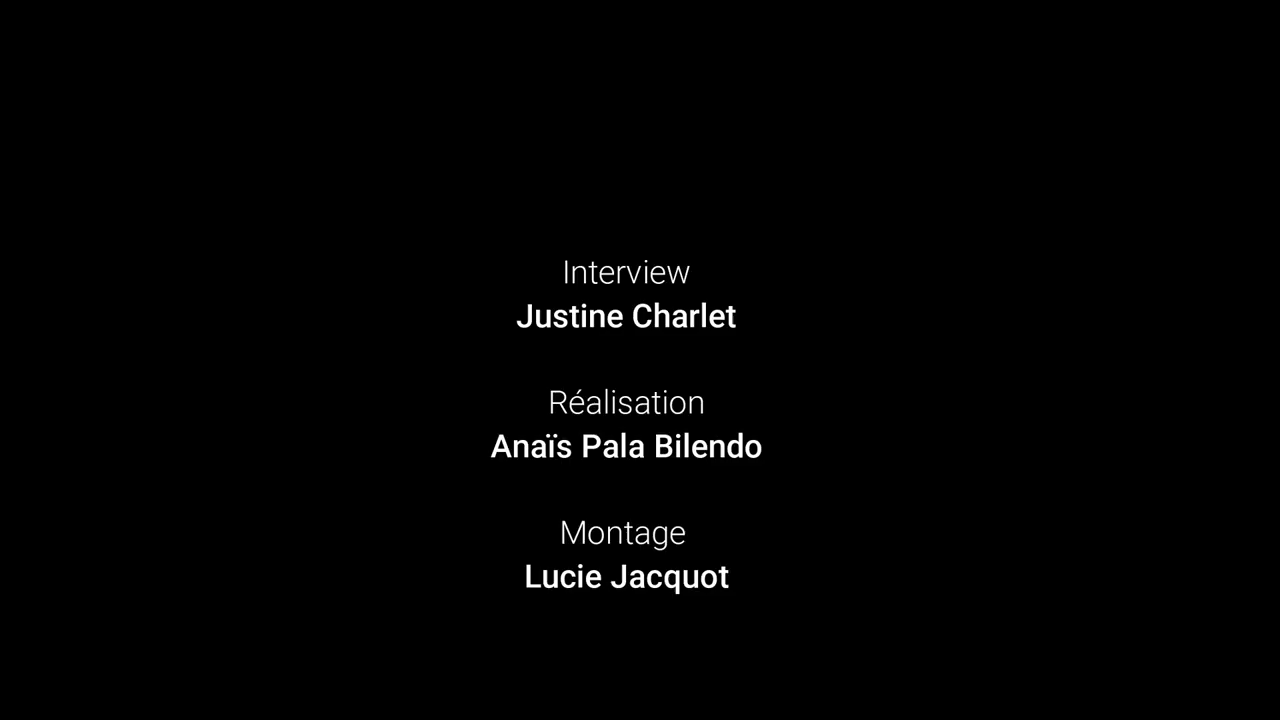 Interview
Justine Charlet
Réalisation
Anaïs Pala Bilendo
Montage
Lucie Jacquot